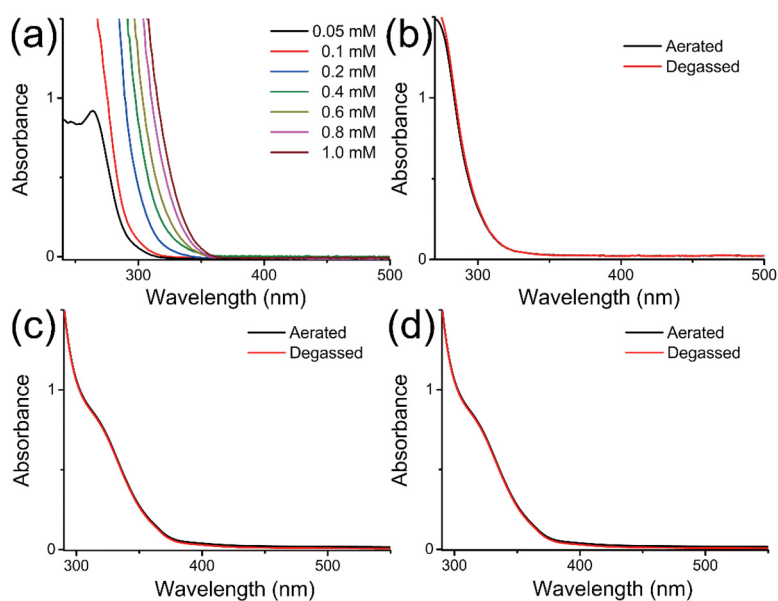 (a)
0.05 mM
0.1 mM
0.2 mM
0.4 mM
0.6 mM
0.8 mM
1.0 mM
Absorbance
1
0
300
400
500
Wavelength (nm)
(b)
Aerated
Degassed
Absorbance
1
0
300
400
500
Wavelength (nm)
(c)
Aerated
Degassed
Absorbance
1
0
300
400
500
Wavelength (nm)
(d)
Aerated
Degassed
Absorbance
1
0
300
400
500
Wavelength (nm)